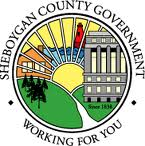 SHEBOYGAN COUNTY GOVERNMENT
Since 1836
WORKING FOR YOU